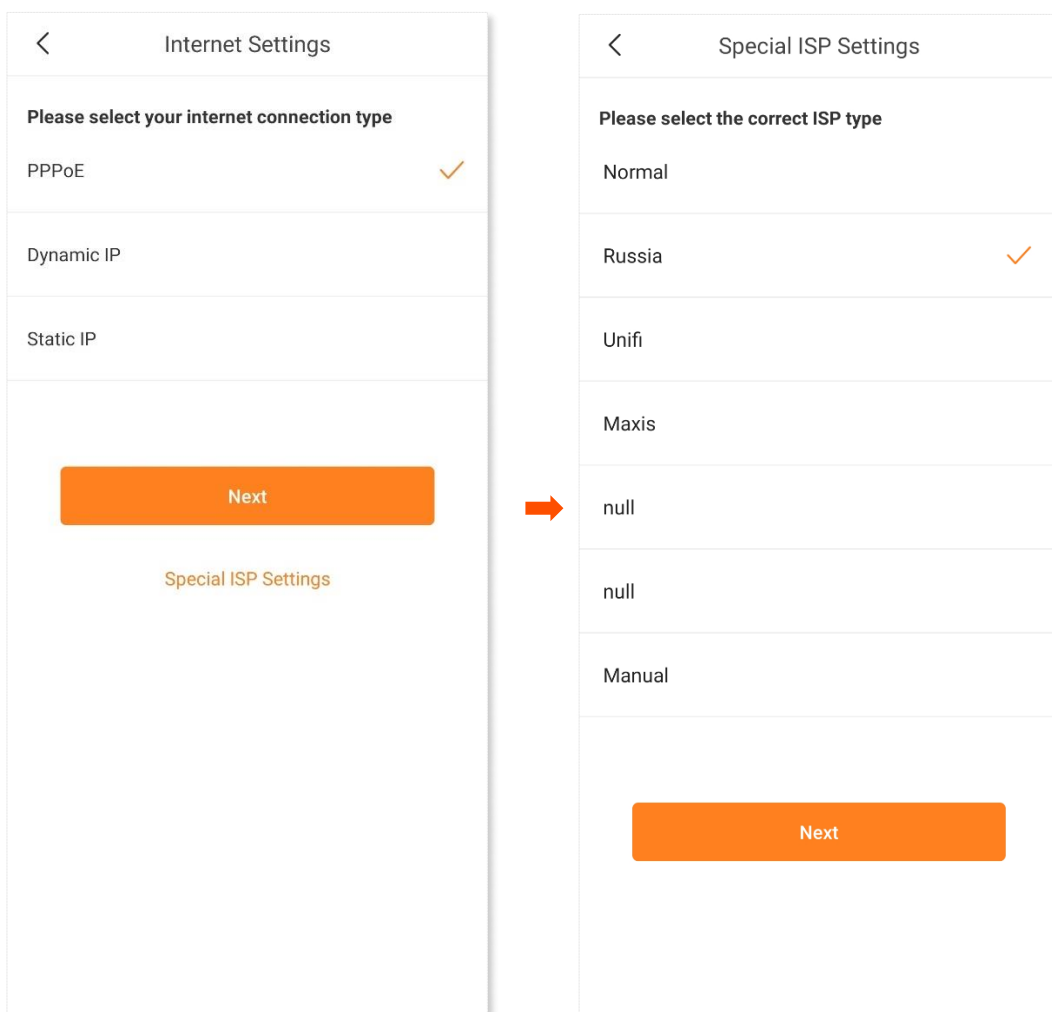 Internet Settings
Please select your internet connection type
PPPoE
Dynamic IP
Static IP
Next
Special ISP Settings
Special ISP Settings
Please select the correct ISP type
Normal
Russia
Unifi
Maxis
null
null
Manual
Next